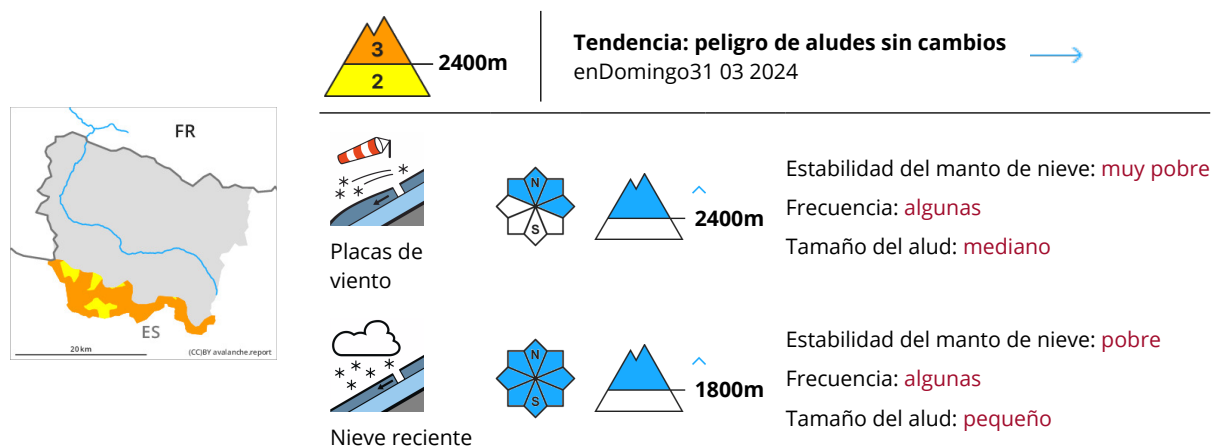 3
2400m
2
Tendencia: peligro de aludes sin cambios
enDomingo31 03 2024
FR
ES
20 km
(CC)BY avalanche.report
Placas de
viento
N
S
2400m
Estabilidad del manto de nieve: muy pobre
Frecuencia: algunas
Tamaño del alud: mediano
Nieve reciente
N
S
1800m
Estabilidad del manto de nieve: pobre
Frecuencia: algunas
Tamaño del alud: pequeño